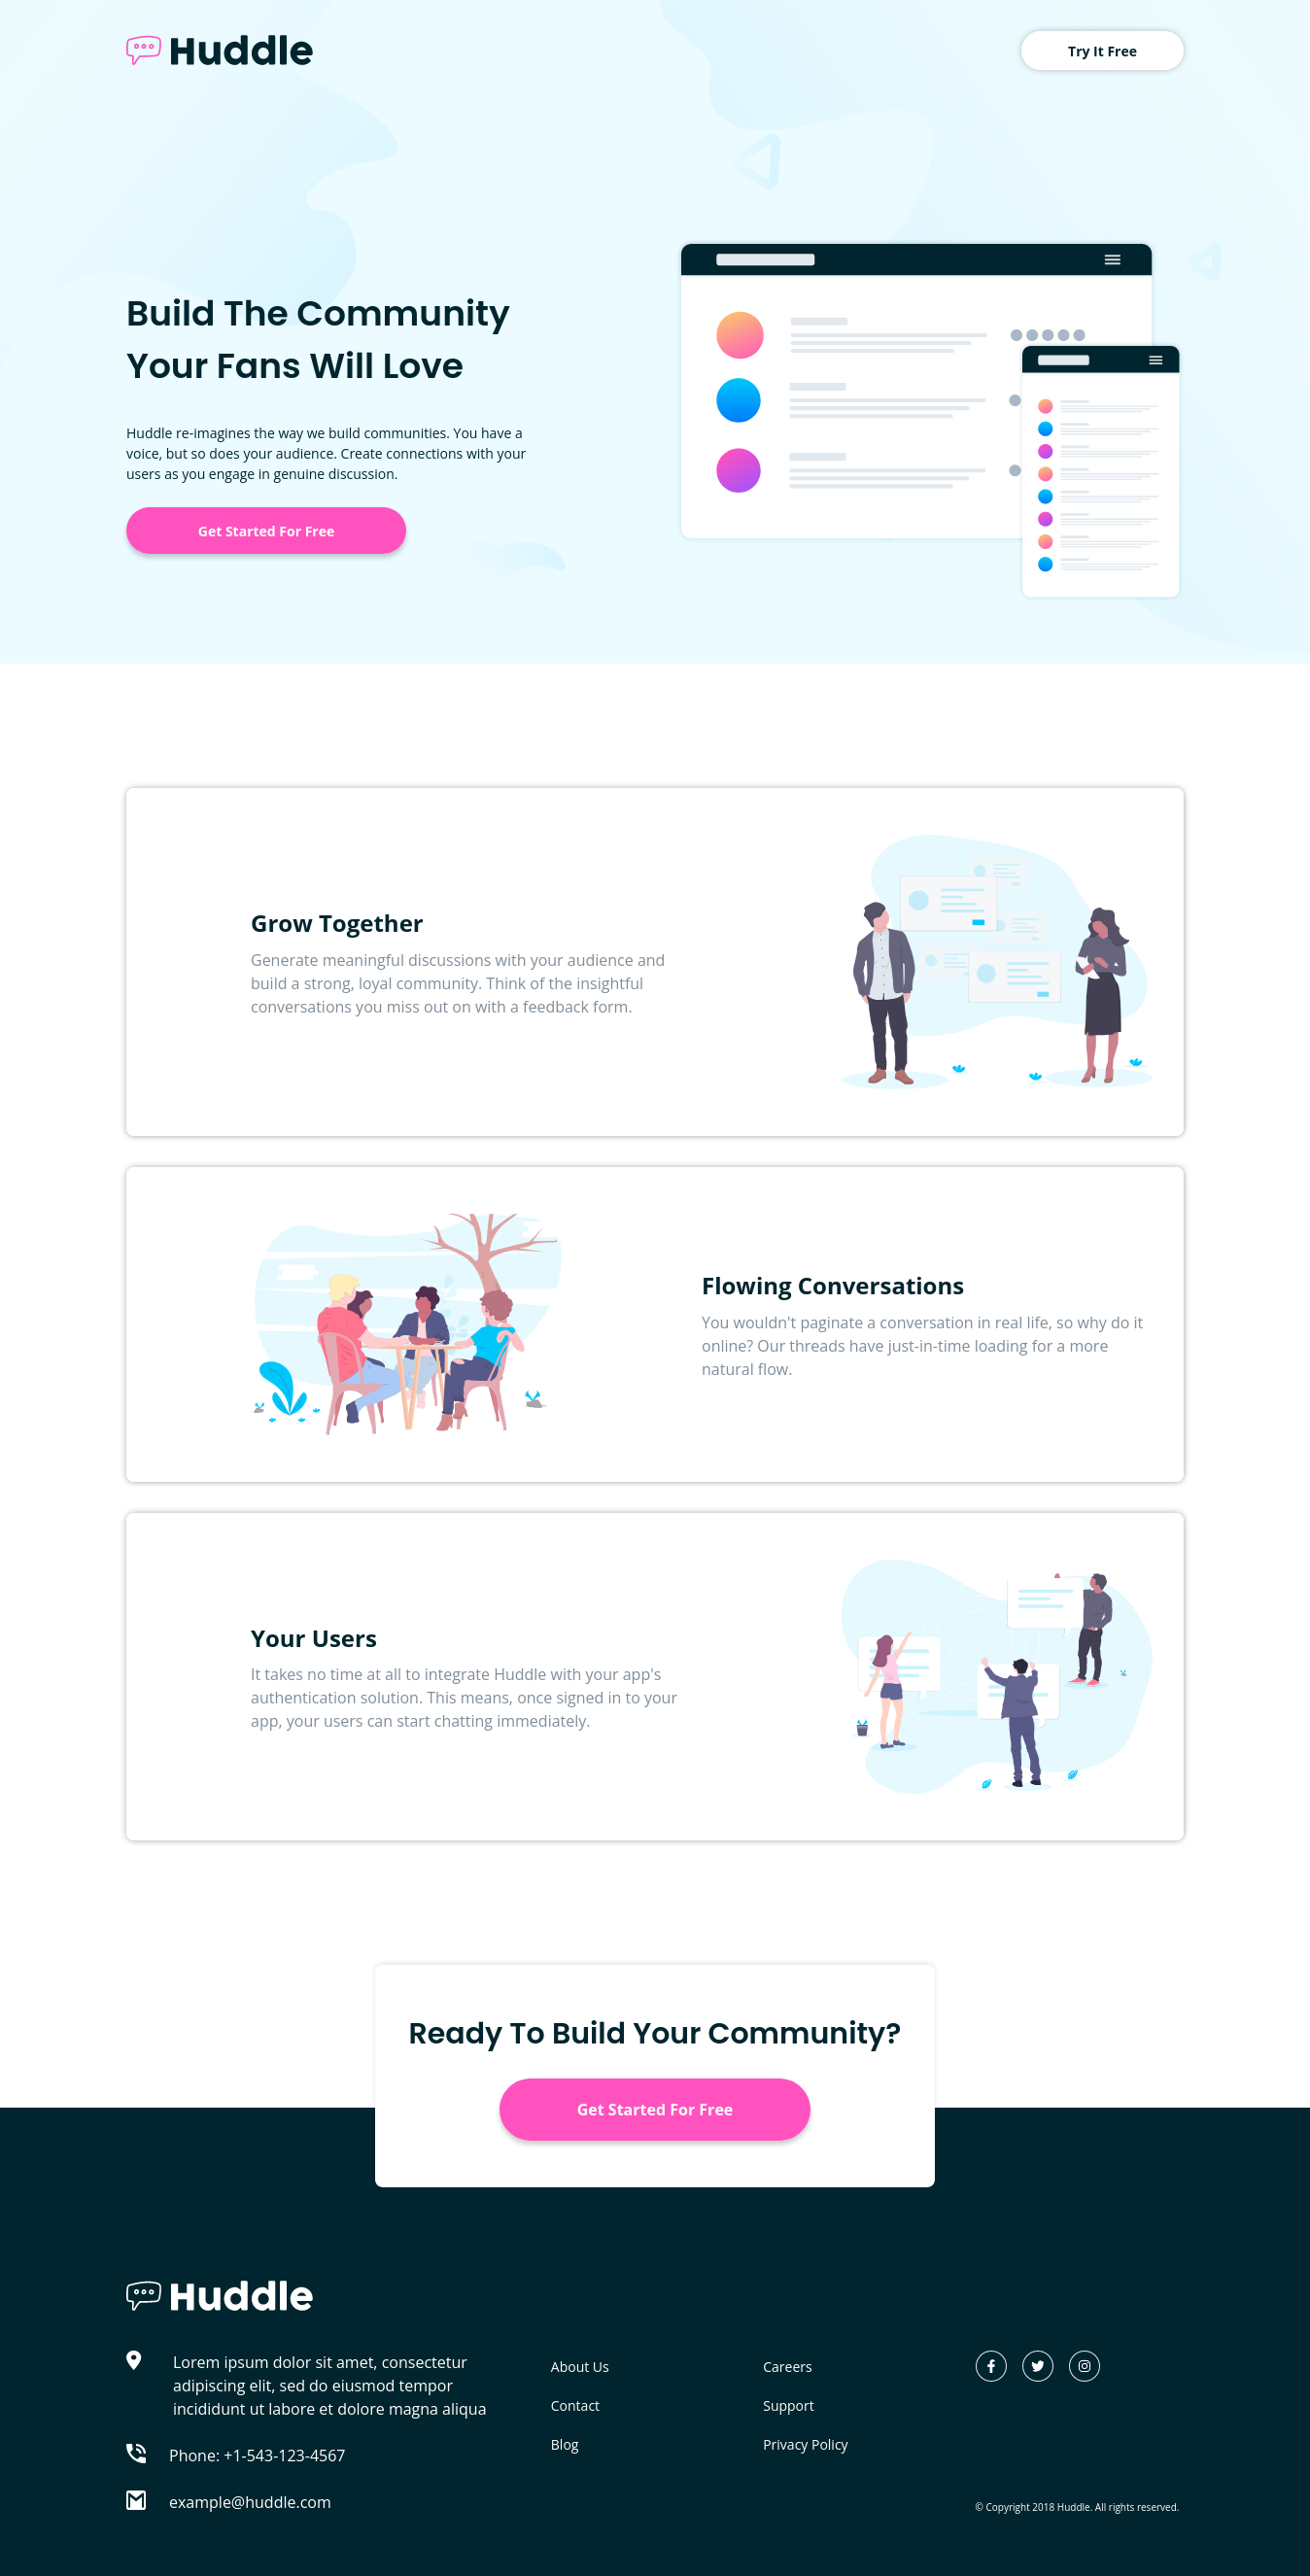 Huddle
Try It Free
Build The Community
Your Fans Will Love
Huddle re-imagines the way we build communities. You have a
voice, but so does your audience. Create connections with your
users as you engage in genuine discussion.
Get Started For Free
Grow Together
Generate meaningful discussions with your audience and
build a strong, loyal community. Think of the insightful
conversations you miss out on with a feedback form.
Flowing Conversations
You wouldn't paginate a conversation in real life, so why do it
online? Our threads have just-in-time loading for a more
natural flow.
Your Users
It takes no time at all to integrate Huddle with your app's
authentication solution. This means, once signed in to your
app, your users can start chatting immediately.
Ready To Build Your Community?
Get Started For Free
Huddle
Lorem ipsum dolor sit amet, consectetur
adipiscing elit, sed do eiusmod tempor
incididunt ut labore et dolore magna aliqua
Phone: +1-543-123-4567
example@huddle.com
About Us
Contact
Blog
Careers
Support
Privacy Policy
© Copyright 2018 Huddle. All rights reserved.